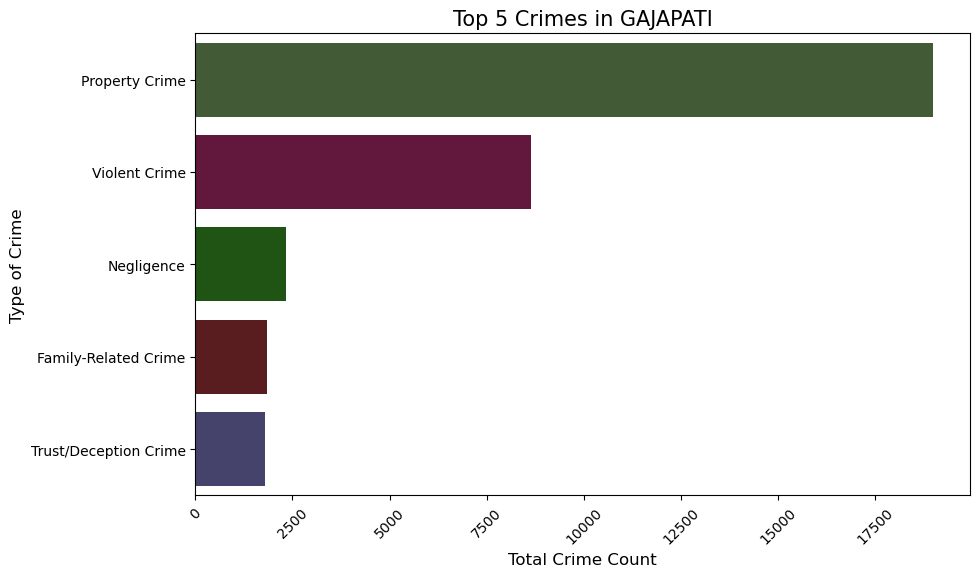 Top 5 Crimes in GAJAPATI
Type of Crime
Property Crime
Violent Crime
Negligence
Family-Related Crime
Trust/Deception Crime
0
2500
5000
7500
10000
12500
15000
17500
Total Crime Count